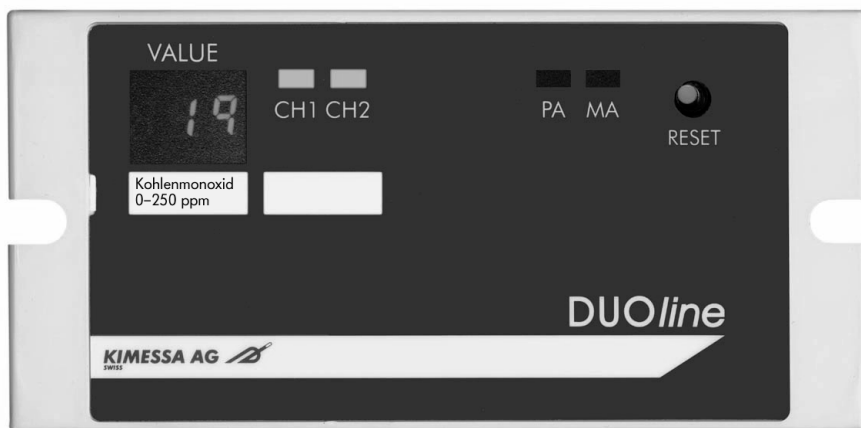 VALUE
19
CH1 CH2
PA MA
RESET
Kohlenmonoxid
0–250 ppm
DUOline
KIMESSA AG
SWISS